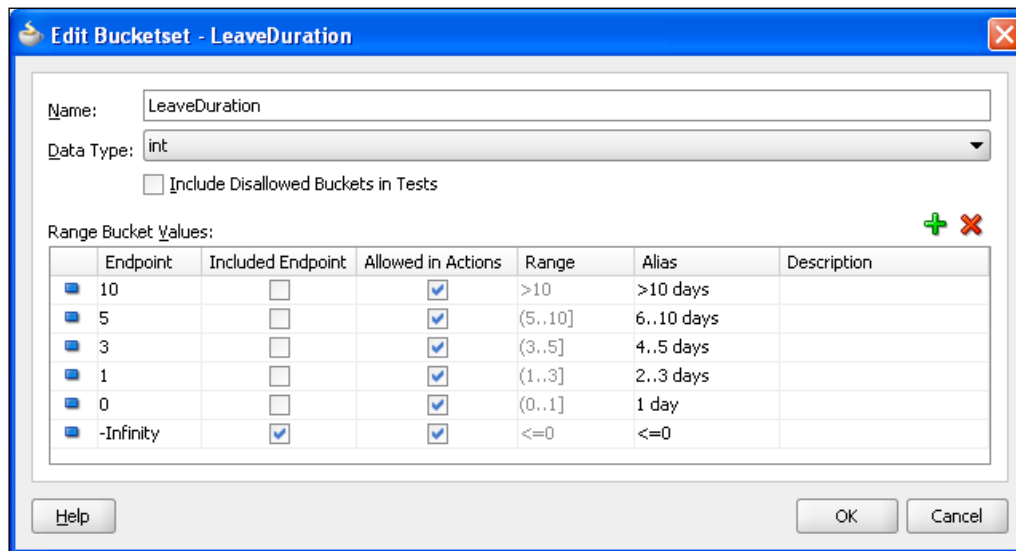 Edit Bucketset - LeaveDuration
Name: LeaveDuration
Data Type: int
Include Disallowed Buckets in Tests
Range Bucket Values:
Endpoint Included Endpoint Allowed in Actions Range Alias Description
10 >10 >10 days
5 (5..10] 6..10 days
3 (3..5] 4..5 days
1 (1..3] 2..3 days
0 (0..1] 1 day
-Infinity <=0 <=0
Help OK Cancel